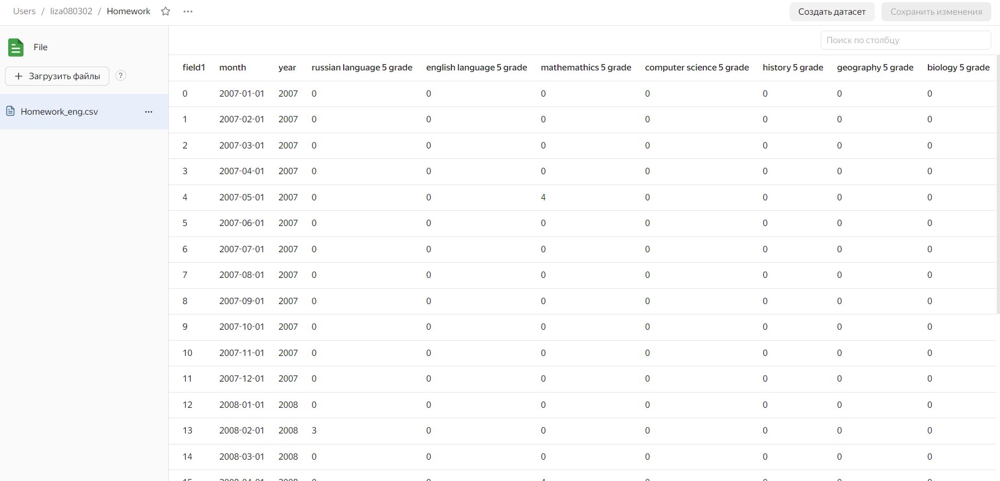 Users / liza080302 / Homework ☆ ···
Создать датасет
Сохранить изменения
File
+ Загрузить файлы ?
Homework_eng.csv ···
Поиск по столбцу
field1 month year russian language 5 grade english language 5 grade mathemathics 5 grade computer science 5 grade history 5 grade geography 5 grade biology 5 grade
0 2007-01-01 2007 0 0 0 0 0 0 0
1 2007-02-01 2007 0 0 0 0 0 0 0
2 2007-03-01 2007 0 0 0 0 0 0 0
3 2007-04-01 2007 0 0 0 0 0 0 0
4 2007-05-01 2007 0 0 4 0 0 0 0
5 2007-06-01 2007 0 0 0 0 0 0 0
6 2007-07-01 2007 0 0 0 0 0 0 0
7 2007-08-01 2007 0 0 0 0 0 0 0
8 2007-09-01 2007 0 0 0 0 0 0 0
9 2007-10-01 2007 0 0 0 0 0 0 0
10 2007-11-01 2007 0 0 0 0 0 0 0
11 2007-12-01 2007 0 0 0 0 0 0 0
12 2008-01-01 2008 0 0 0 0 0 0 0
13 2008-02-01 2008 3 0 0 0 0 0 0
14 2008-03-01 2008 0 0 0 0 0 0 0